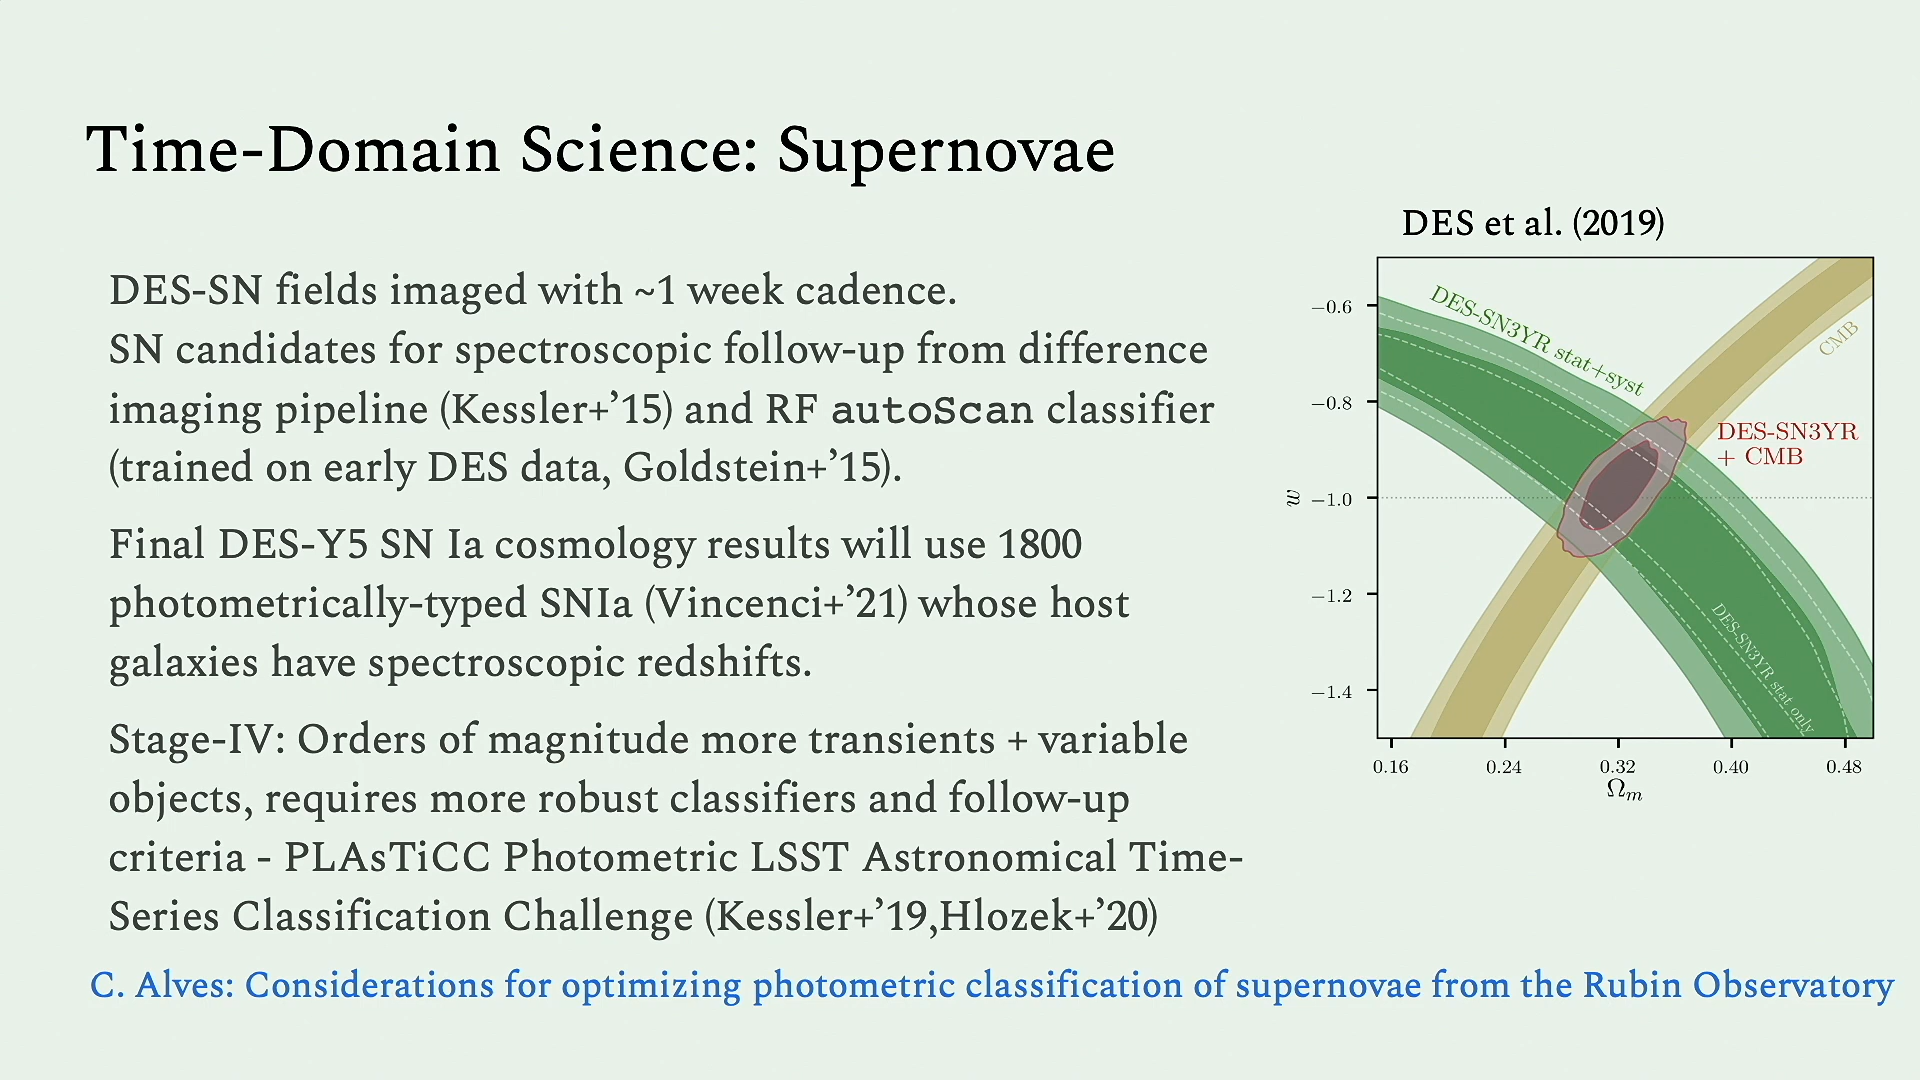 Time-Domain Science: Supernovae
DES et al. (2019)
DES-SN fields imaged with ~1 week cadence.
SN candidates for spectroscopic follow-up from difference
imaging pipeline (Kessler+’15) and RF autoScan classifier
(trained on early DES data, Goldstein+’15).
Final DES-Y5 SN Ia cosmology results will use 1800
photometrically-typed SNIa (Vincenci+’21) whose host
galaxies have spectroscopic redshifts.
Stage-IV: Orders of magnitude more transients + variable
objects, requires more robust classifiers and follow-up
criteria - PLAsTiCC Photometric LSST Astronomical Time-
Series Classification Challenge (Kessler+’19,Hlozek+’20)
DES-SN3YR stat+syst
CMB
DES-SN3YR
+ CMB
DES-SN3YR stat only
w
−0.6
−0.8
−1.0
−1.2
−1.4
0.16 0.24 0.32 0.40 0.48
Ωm
C. Alves: Considerations for optimizing photometric classification of supernovae from the Rubin Observatory